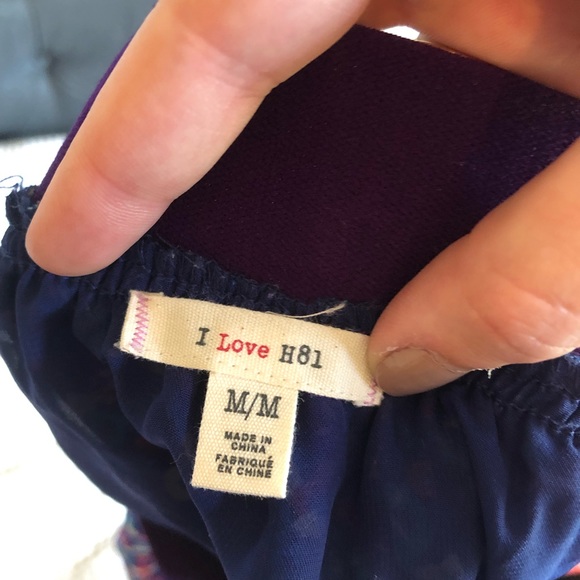 I Love H81
M/M
MADE IN
CHINA
FABRIQUÉ
EN CHINE